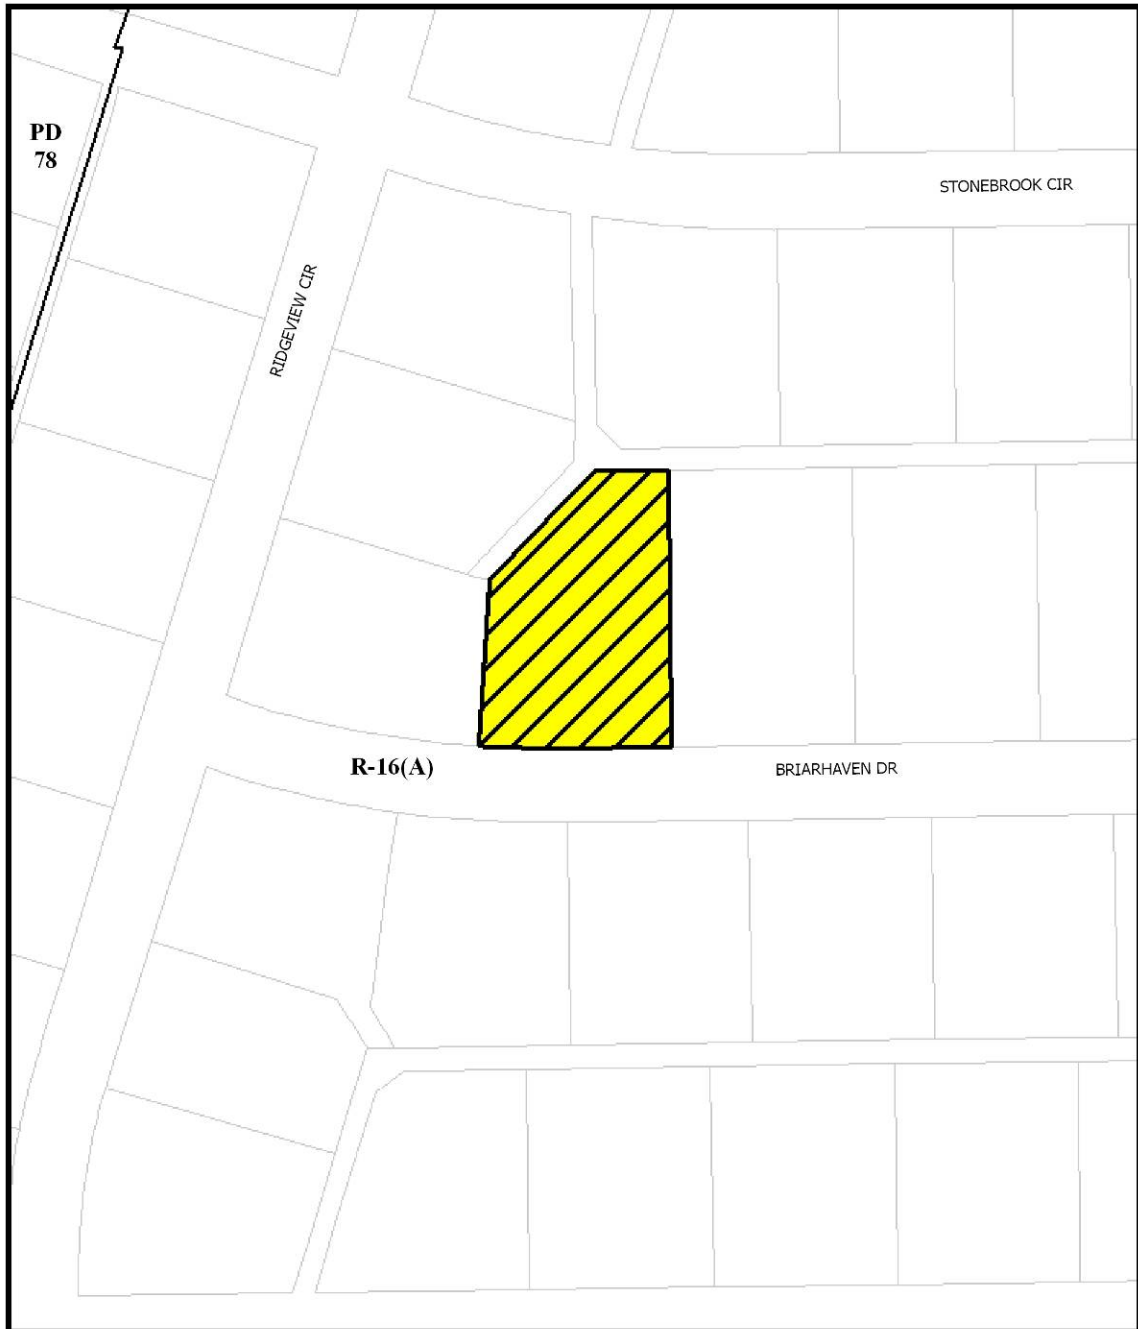 PD
78
STONEBROOK CIR
RIDGEVIEW CIR
R-16(A)
BRIARHAVEN DR